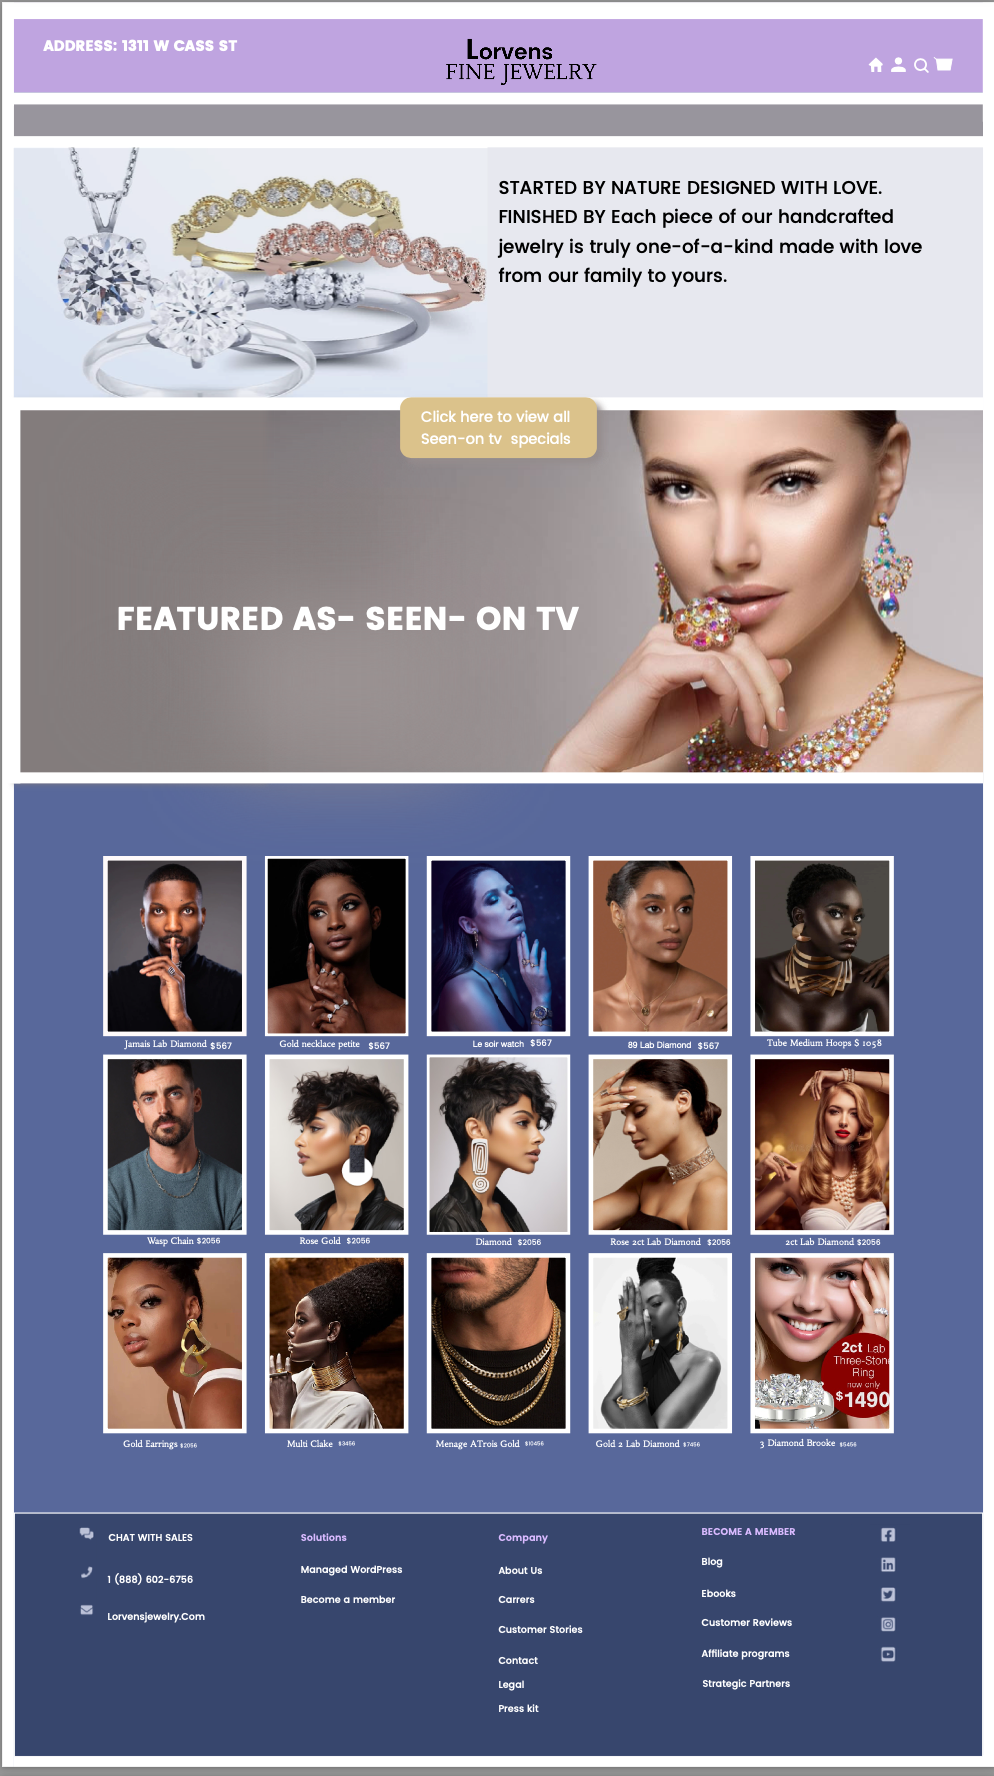 ADDRESS: 1311 W CASS ST
Lorvens
FINE JEWELRY
STARTED BY NATURE DESIGNED WITH LOVE.
FINISHED BY Each piece of our handcrafted
jewelry is truly one-of-a-kind made with love
from our family to yours.
Click here to view all
Seen-on tv specials
FEATURED AS- SEEN- ON TV
Jamais Lab Diamond $567
Gold necklace petite $567
Le soir watch $567
89 Lab Diamond $567
Tube Medium Hoops $ 1058
Wasp Chain $2056
Rose Gold $2056
Diamond $2056
Rose 2ct Lab Diamond $2056
2ct Lab Diamond $2056
2ct Lab
Three-Stone
Ring
now only
$1490
Gold Earrings $2056
Multi Clake $3456
Menage ATrois Gold $10456
Gold 2 Lab Diamond $7456
3 Diamond Brooke $5456
CHAT WITH SALES
1 (888) 602-6756
Lorvensjewelry.Com
Solutions
Managed WordPress
Become a member
Company
About Us
Carrers
Customer Stories
Contact
Legal
Press kit
BECOME A MEMBER
Blog
Ebooks
Customer Reviews
Affiliate programs
Strategic Partners